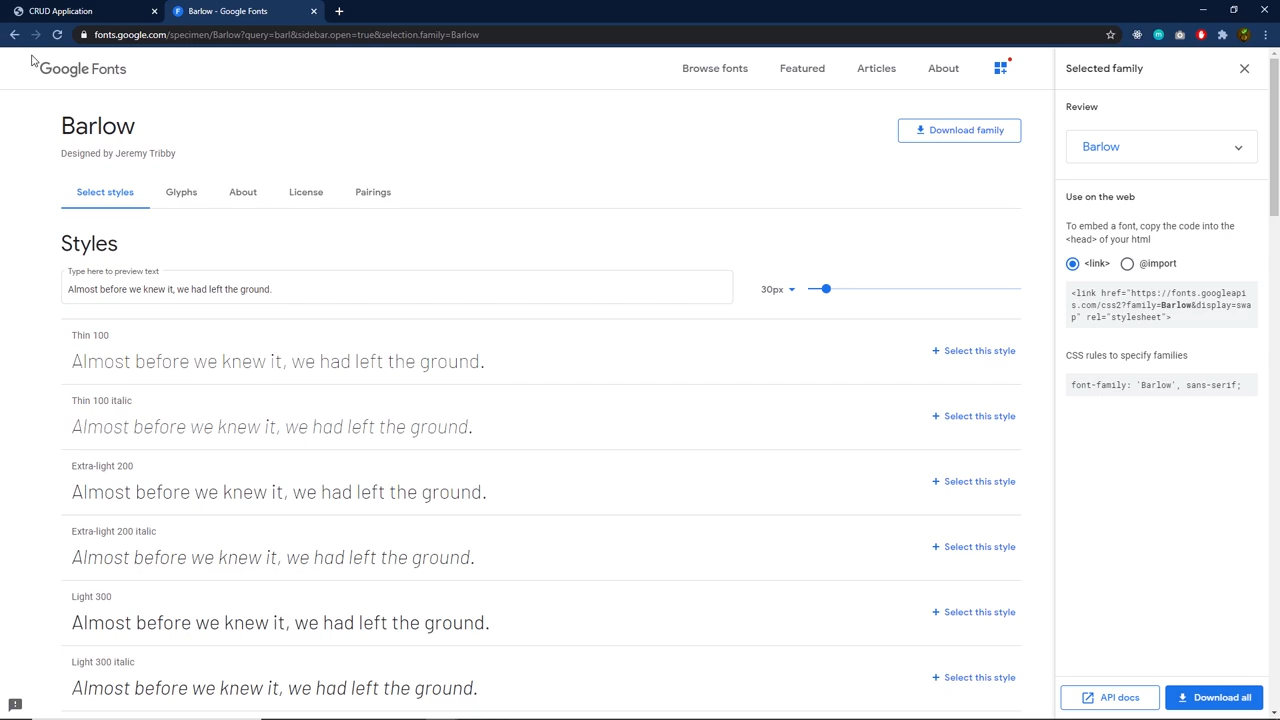 CRUD Application
Barlow - Google Fonts
fonts.google.com/specimen/Barlow?query=barl&sidebar.open=true&selection.family=Barlow
Google Fonts
Browse fonts
Featured
Articles
About
Selected family
Barlow
Download family
Designed by Jeremy Tribby
Select styles
Glyphs
About
License
Pairings
Styles
Type here to preview text
Almost before we knew it, we had left the ground.
30px
Thin 100
Almost before we knew it, we had left the ground.
Select this style
Thin 100 italic
Almost before we knew it, we had left the ground.
Select this style
Extra-light 200
Almost before we knew it, we had left the ground.
Select this style
Extra-light 200 italic
Almost before we knew it, we had left the ground.
Select this style
Light 300
Almost before we knew it, we had left the ground.
Select this style
Light 300 italic
Almost before we knew it, we had left the ground.
Select this style
Review
Barlow
Use on the web
To embed a font, copy the code into the
<head> of your html
<link>
@import
<link href="https://fonts.googleapi
s.com/css2?family=Barlow&display=swa
p" rel="stylesheet">
CSS rules to specify families
font-family: 'Barlow', sans-serif;
API docs
Download all